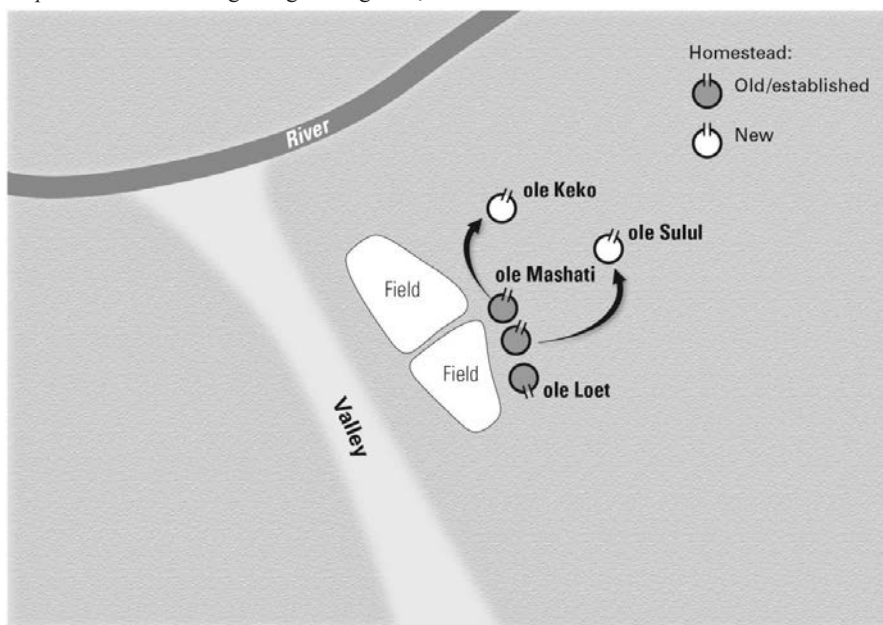 Homestead:
Old/established
New
River
ole Keko
ole Sulul
ole Mashati
Field
Field
ole Loet
Valley